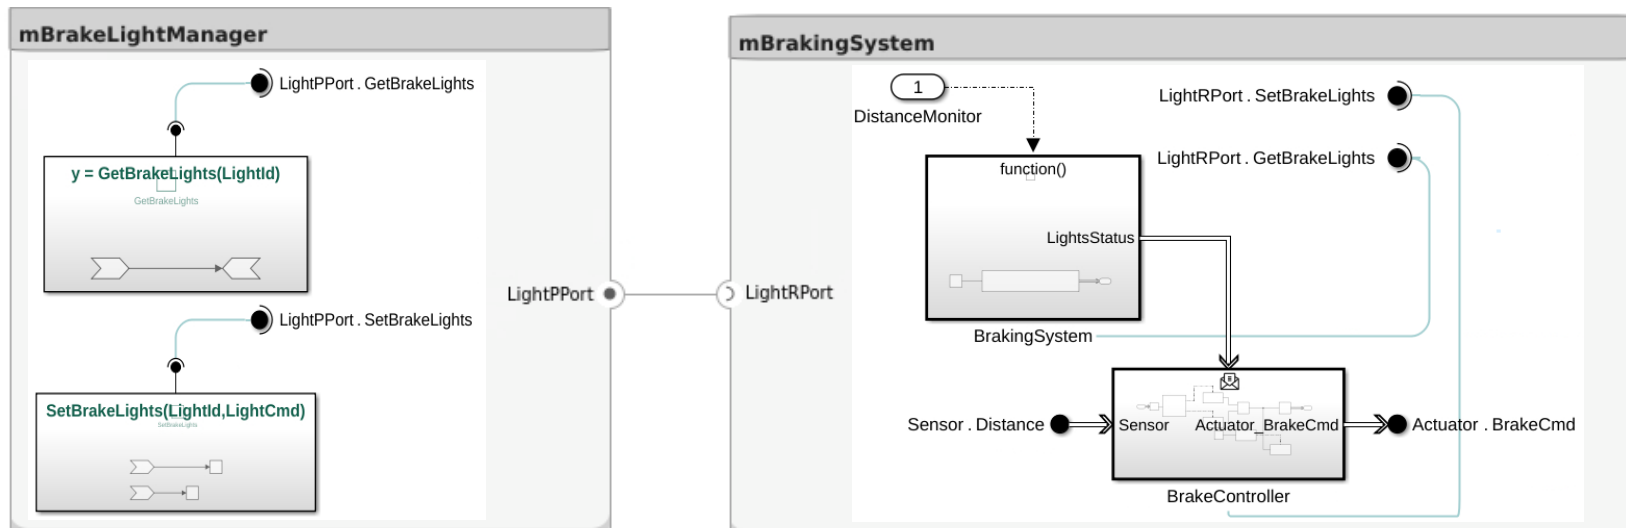 mBrakeLightManager
LightPPort . GetBrakeLights
y = GetBrakeLights(LightId)
GetBrakeLights
LightPPort . SetBrakeLights
SetBrakeLights(LightId,LightCmd)
SetBrakeLights
LightPPort
LightRPort
mBrakingSystem
1
DistanceMonitor
function()
LightsStatus
BrakingSystem
LightRPort . SetBrakeLights
LightRPort . GetBrakeLights
Sensor . Distance
Sensor
Actuator_BrakeCmd
Actuator . BrakeCmd
BrakeController